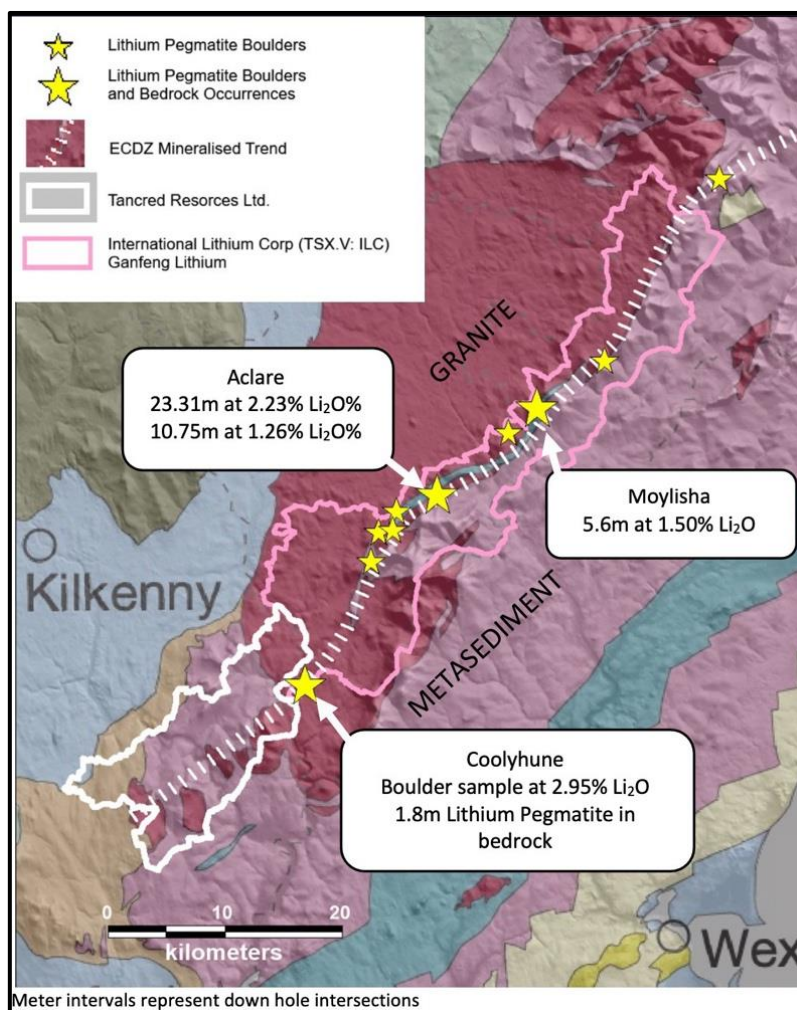 Lithium Pegmatite Boulders
Lithium Pegmatite Boulders
and Bedrock Occurrences
ECDZ Mineralised Trend
Tancred Resorces Ltd.
International Lithium Corp (TSX.V: ILC)
Ganfeng Lithium
GRANITE
Aclare
23.31m at 2.23% Li₂O%
10.75m at 1.26% Li₂O%
Moylisha
5.6m at 1.50% Li₂O
Kilkenny
METASEDIMENT
Coolyhune
Boulder sample at 2.95% Li₂O
1.8m Lithium Pegmatite in
bedrock
0 10 20
kilometers
Wex
Meter intervals represent down hole intersections